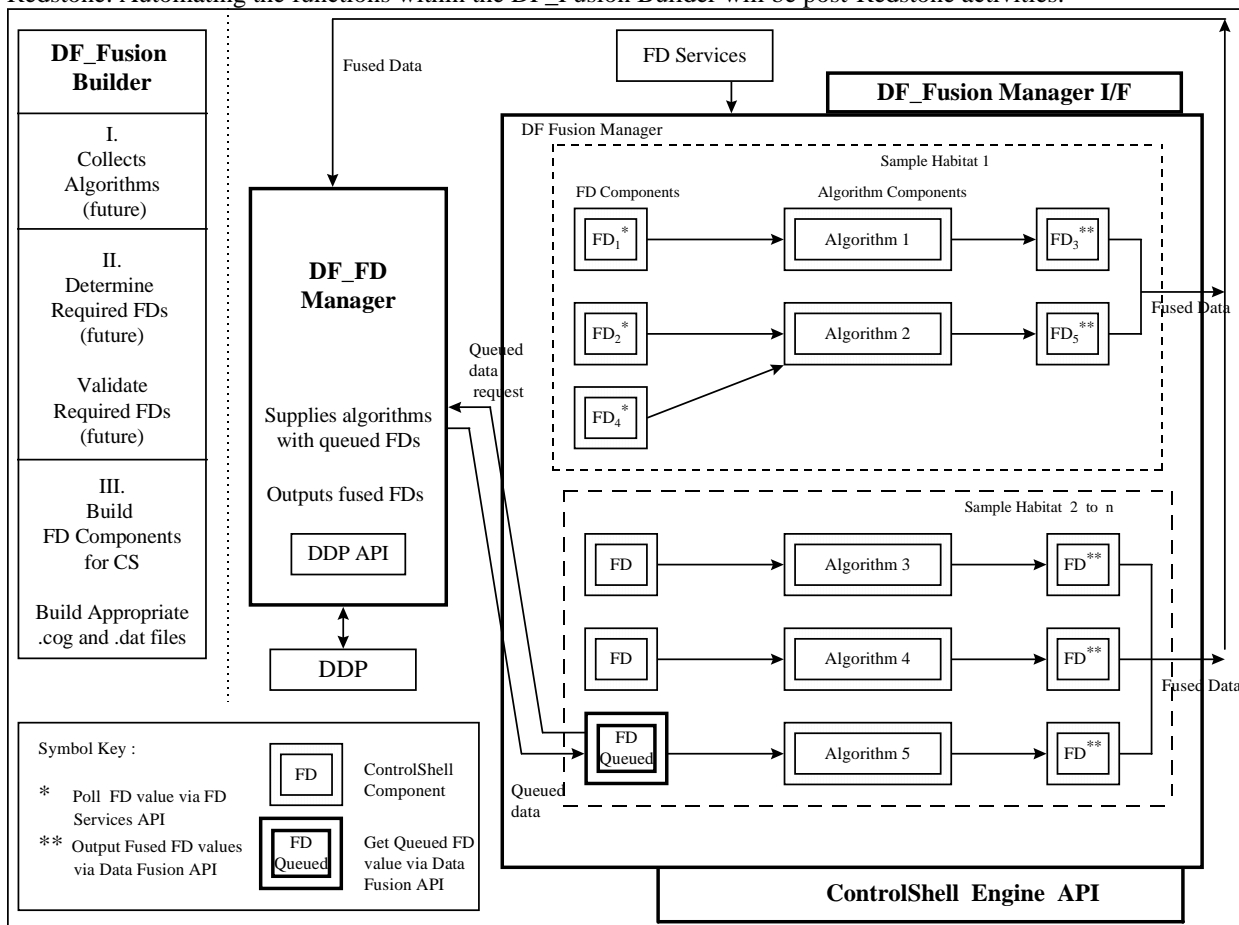 Redstone. Automating the functions within the DF_Fusion Builder will be post-Redstone activities.
DF_Fusion
Builder
I.
Collects
Algorithms
(future)
II.
Determine
Required FDs
(future)
Validate
Required FDs
(future)
III.
Build
FD Components
for CS
Build Appropriate
.cog and .dat files
Fused Data
FD Services
DF_Fusion Manager I/F
DF_FD
Manager
Supplies algorithms
with queued FDs
Outputs fused FDs
DDP API
DDP
Queued
data
request
Queued
data
DF Fusion Manager
Sample Habitat 1
FD Components
Algorithm Components
FD1*
Algorithm 1
FD3**
FD2*
Algorithm 2
FD5**
FD4*
Fused Data
Sample Habitat 2 to n
FD
Algorithm 3
FD**
FD
Algorithm 4
FD**
FD
Queued
Algorithm 5
FD**
Fused Data
ControlShell Engine API
Symbol Key :
* Poll FD value via FD
Services API
** Output Fused FD values
via Data Fusion API
FD
ControlShell
Component
FD
Queued
Get Queued FD
value via Data
Fusion API